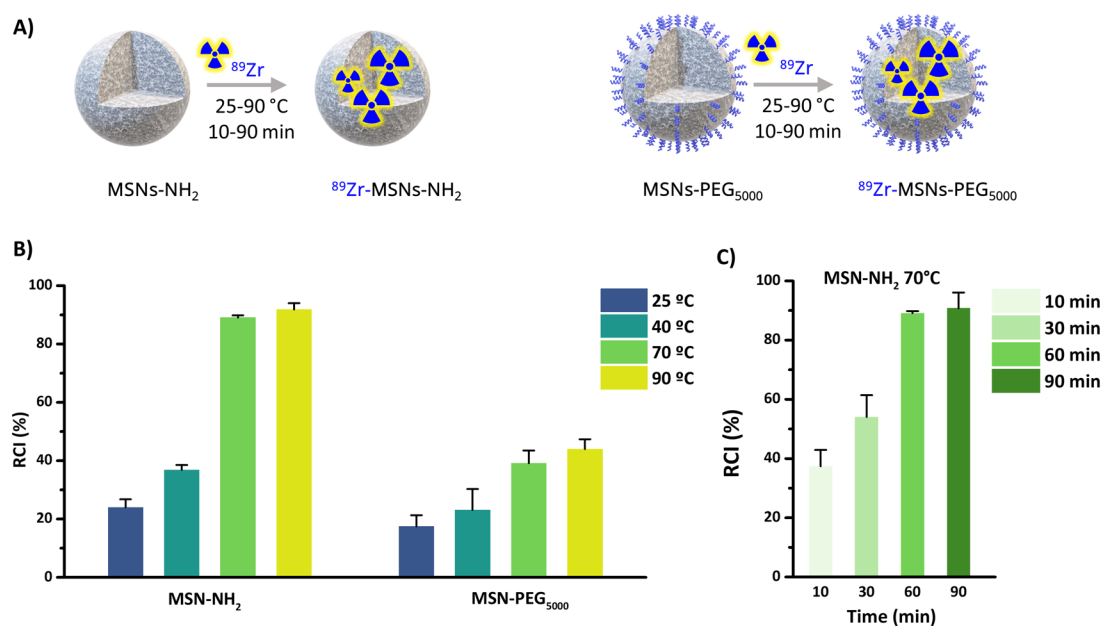 A)
⁸⁹Zr
25-90 °C
10-90 min
MSNs-NH₂
⁸⁹Zr-MSNs-NH₂
⁸⁹Zr
25-90 °C
10-90 min
MSNs-PEG₅₀₀₀
⁸⁹Zr-MSNs-PEG₅₀₀₀
B)
RCI (%)
100
80
60
40
20
0
MSN-NH₂
MSN-PEG₅₀₀₀
25 ºC
40 ºC
70 ºC
90 ºC
C)
MSN-NH₂ 70°C
RCI (%)
100
80
60
40
20
0
10 30 60 90
Time (min)
10 min
30 min
60 min
90 min